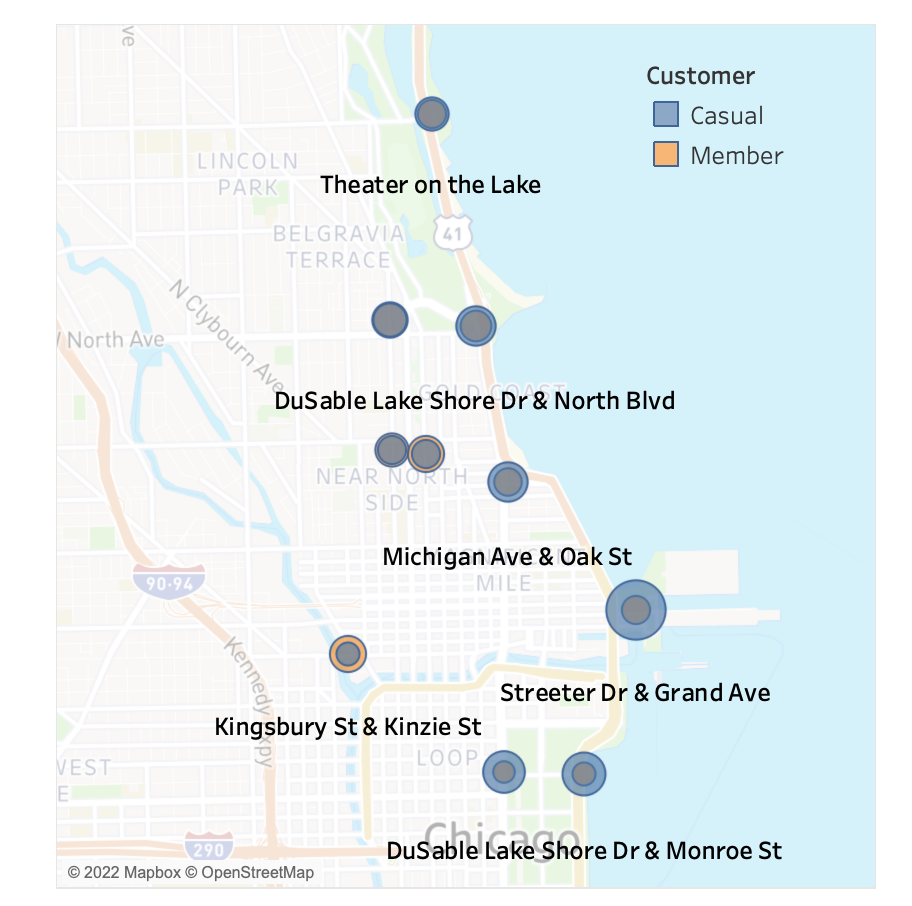 ve
Customer
Casual
Member
LINCOLN
PARK
Theater on the Lake
BELGRAVIA
TERRACE
41
N Clybourn Ave
North Ave
GOLD COAST
DuSable Lake Shore Dr & North Blvd
NEAR NORTH
SIDE
Michigan Ave & Oak St
MILE
90-94
Kennedy Expy
Streeter Dr & Grand Ave
Kingsbury St & Kinzie St
LOOP
WEST
E
Chicago
290
DuSable Lake Shore Dr & Monroe St
© 2022 Mapbox © OpenStreetMap